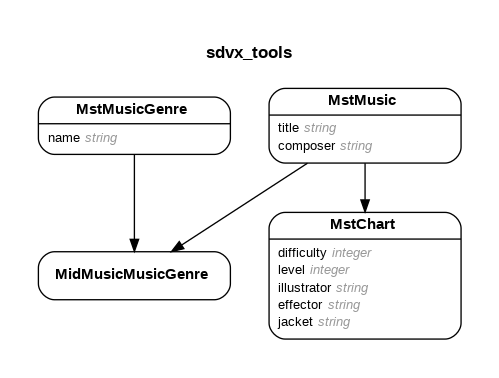 sdvx_tools
MstMusicGenre
name string
MstMusic
title string
composer string
MidMusicMusicGenre
MstChart
difficulty integer
level integer
illustrator string
effector string
jacket string